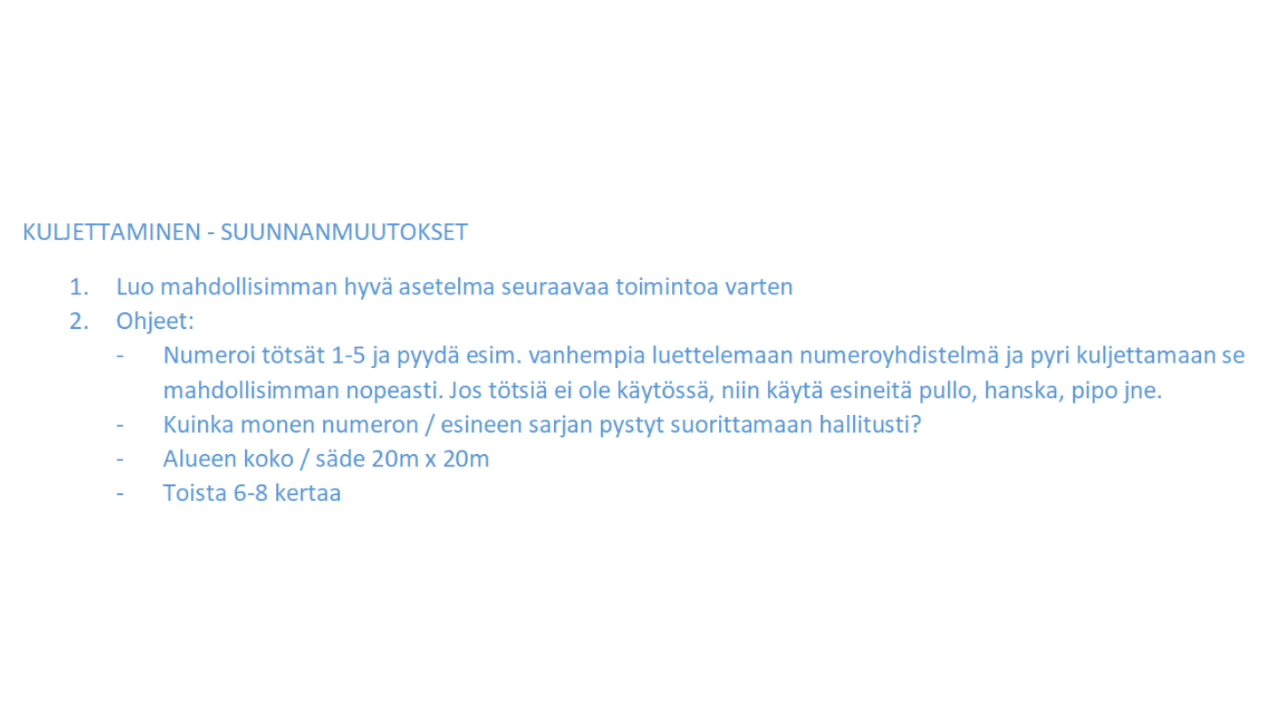 KULJETTAMINEN - SUUNNANMUUTOKSET
1. Luo mahdollisimman hyvä asetelma seuraavaa toimintoa varten
2. Ohjeet:
- Numeroi tötsät 1-5 ja pyydä esim. vanhempia luettelemaan numeroyhdistelmä ja pyri kuljettamaan se
mahdollisimman nopeasti. Jos tötsiä ei ole käytössä, niin käytä esineitä pullo, hanska, pipo jne.
- Kuinka monen numeron / esineen sarjan pystyt suorittamaan hallitusti?
- Alueen koko / säde 20m x 20m
- Toista 6-8 kertaa